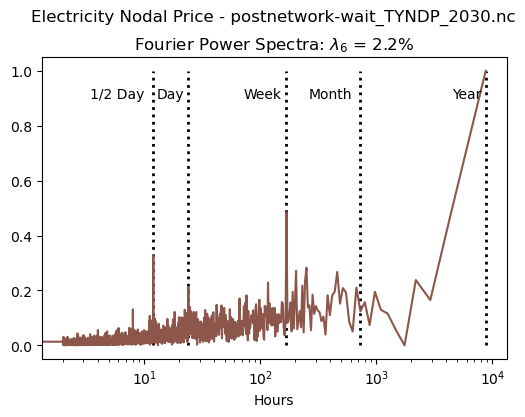 Electricity Nodal Price - postnetwork-wait_TYNDP_2030.nc
Fourier Power Spectra: λ₆ = 2.2%
1.0
1/2 Day Day Week Month Year
0.8
0.6
0.4
0.2
0.0
10¹ 10² 10³ 10⁴
Hours